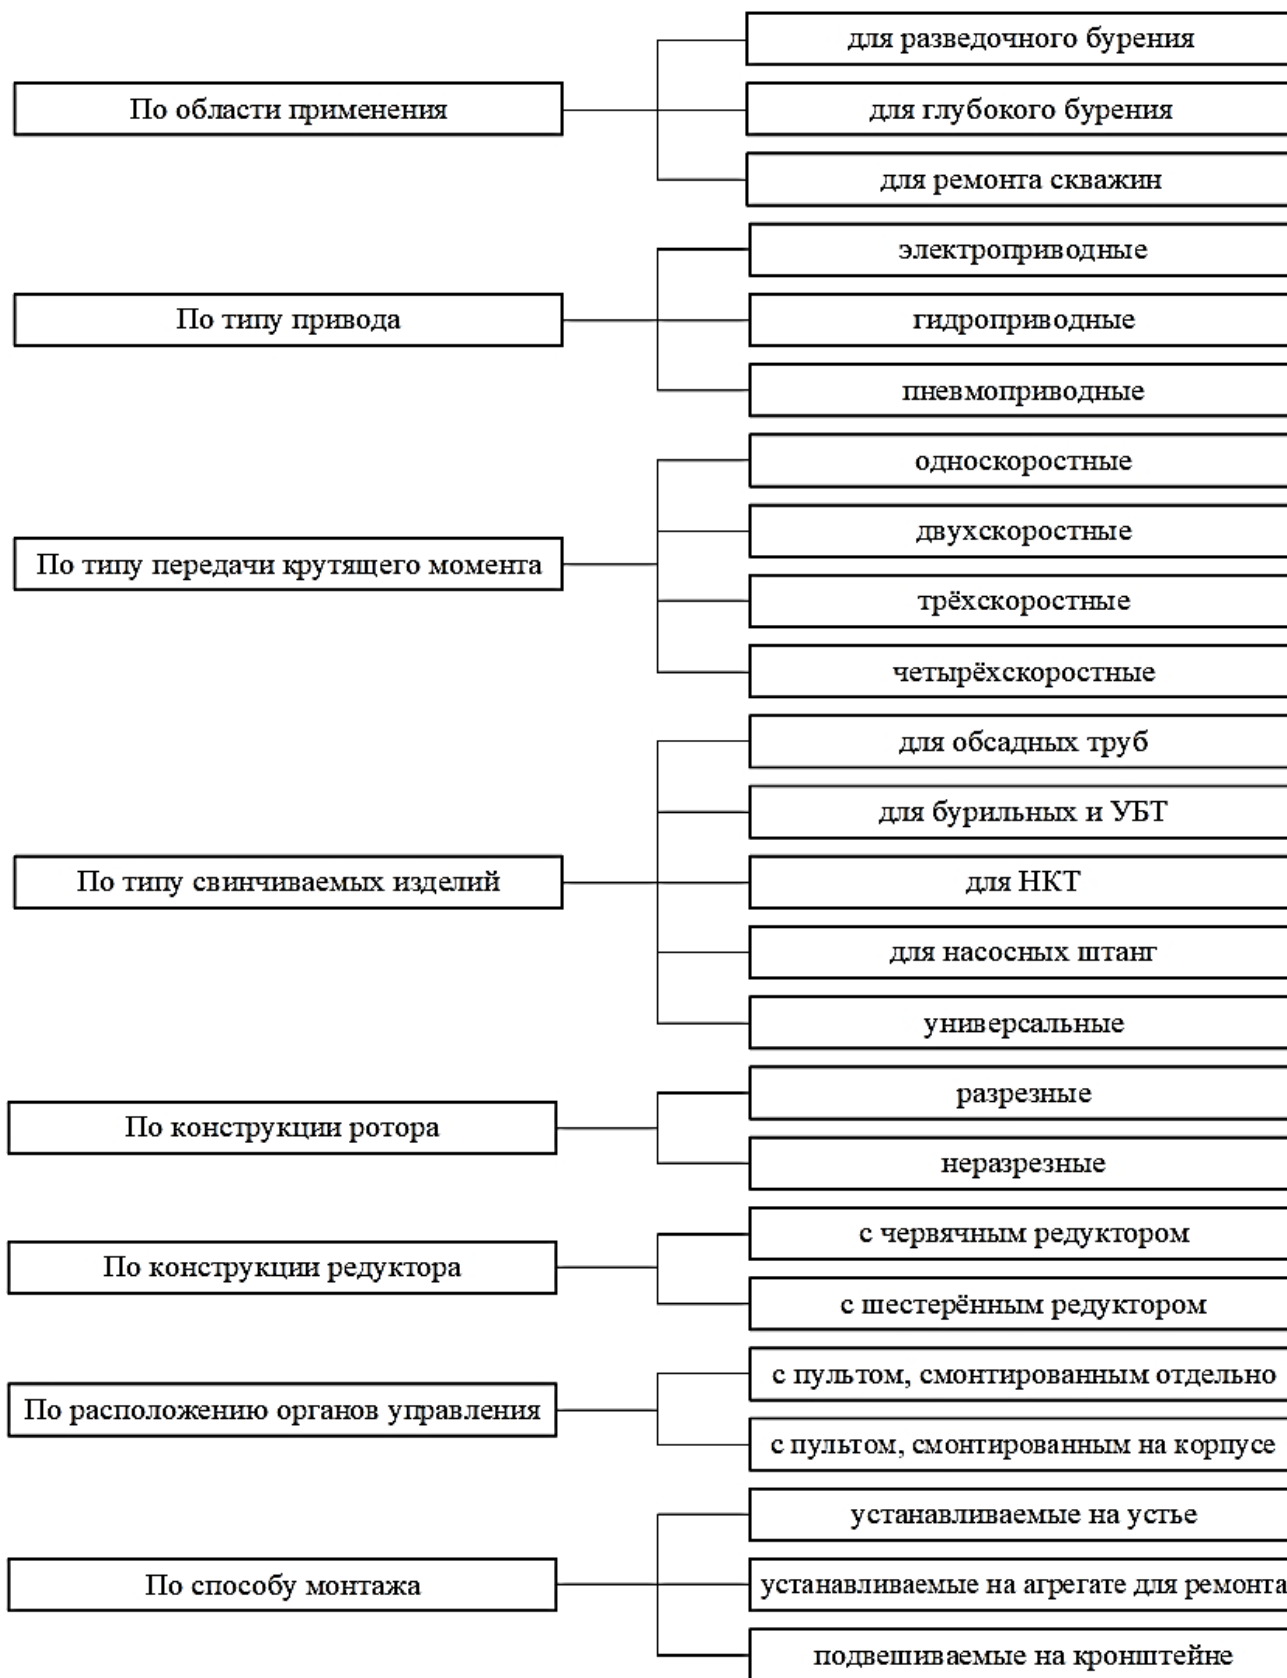 По области применения
для разведочного бурения
для глубокого бурения
для ремонта скважин
По типу привода
электроприводные
гидроприводные
пневмоприводные
По типу передачи крутящего момента
односкоростные
двухскоростные
трёхскоростные
четырёхскоростные
По типу свинчиваемых изделий
для обсадных труб
для бурильных и УБТ
для НКТ
для насосных штанг
универсальные
По конструкции ротора
разрезные
неразрезные
По конструкции редуктора
с червячным редуктором
с шестерённым редуктором
По расположению органов управления
с пультом, смонтированным отдельно
с пультом, смонтированным на корпусе
По способу монтажа
устанавливаемые на устье
устанавливаемые на агрегате для ремонта
подвешиваемые на кронштейне